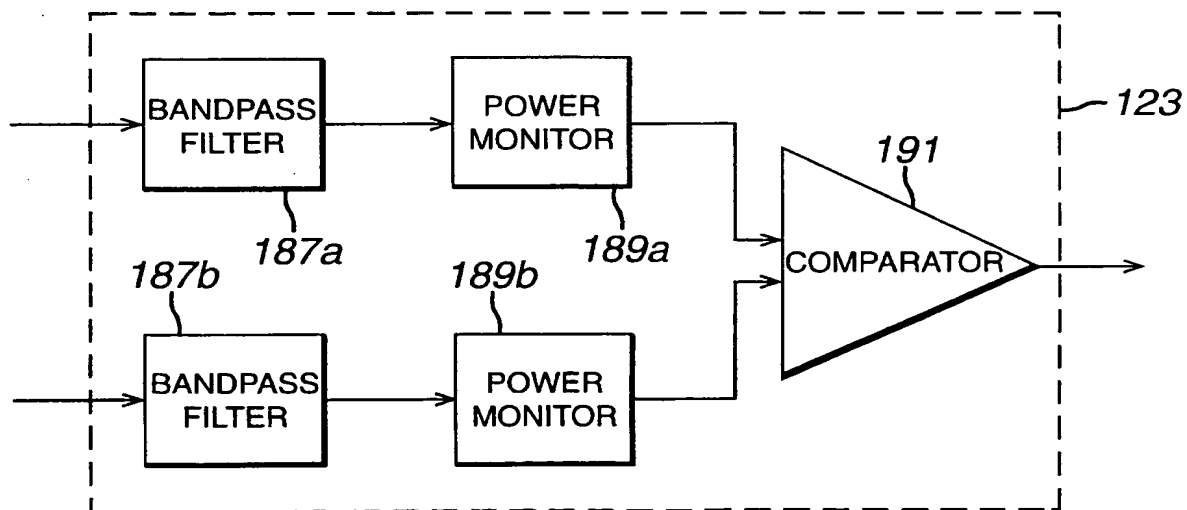 BANDPASS
FILTER
POWER
MONITOR
123
191
187a
189a
COMPARATOR
187b
189b
BANDPASS
FILTER
POWER
MONITOR